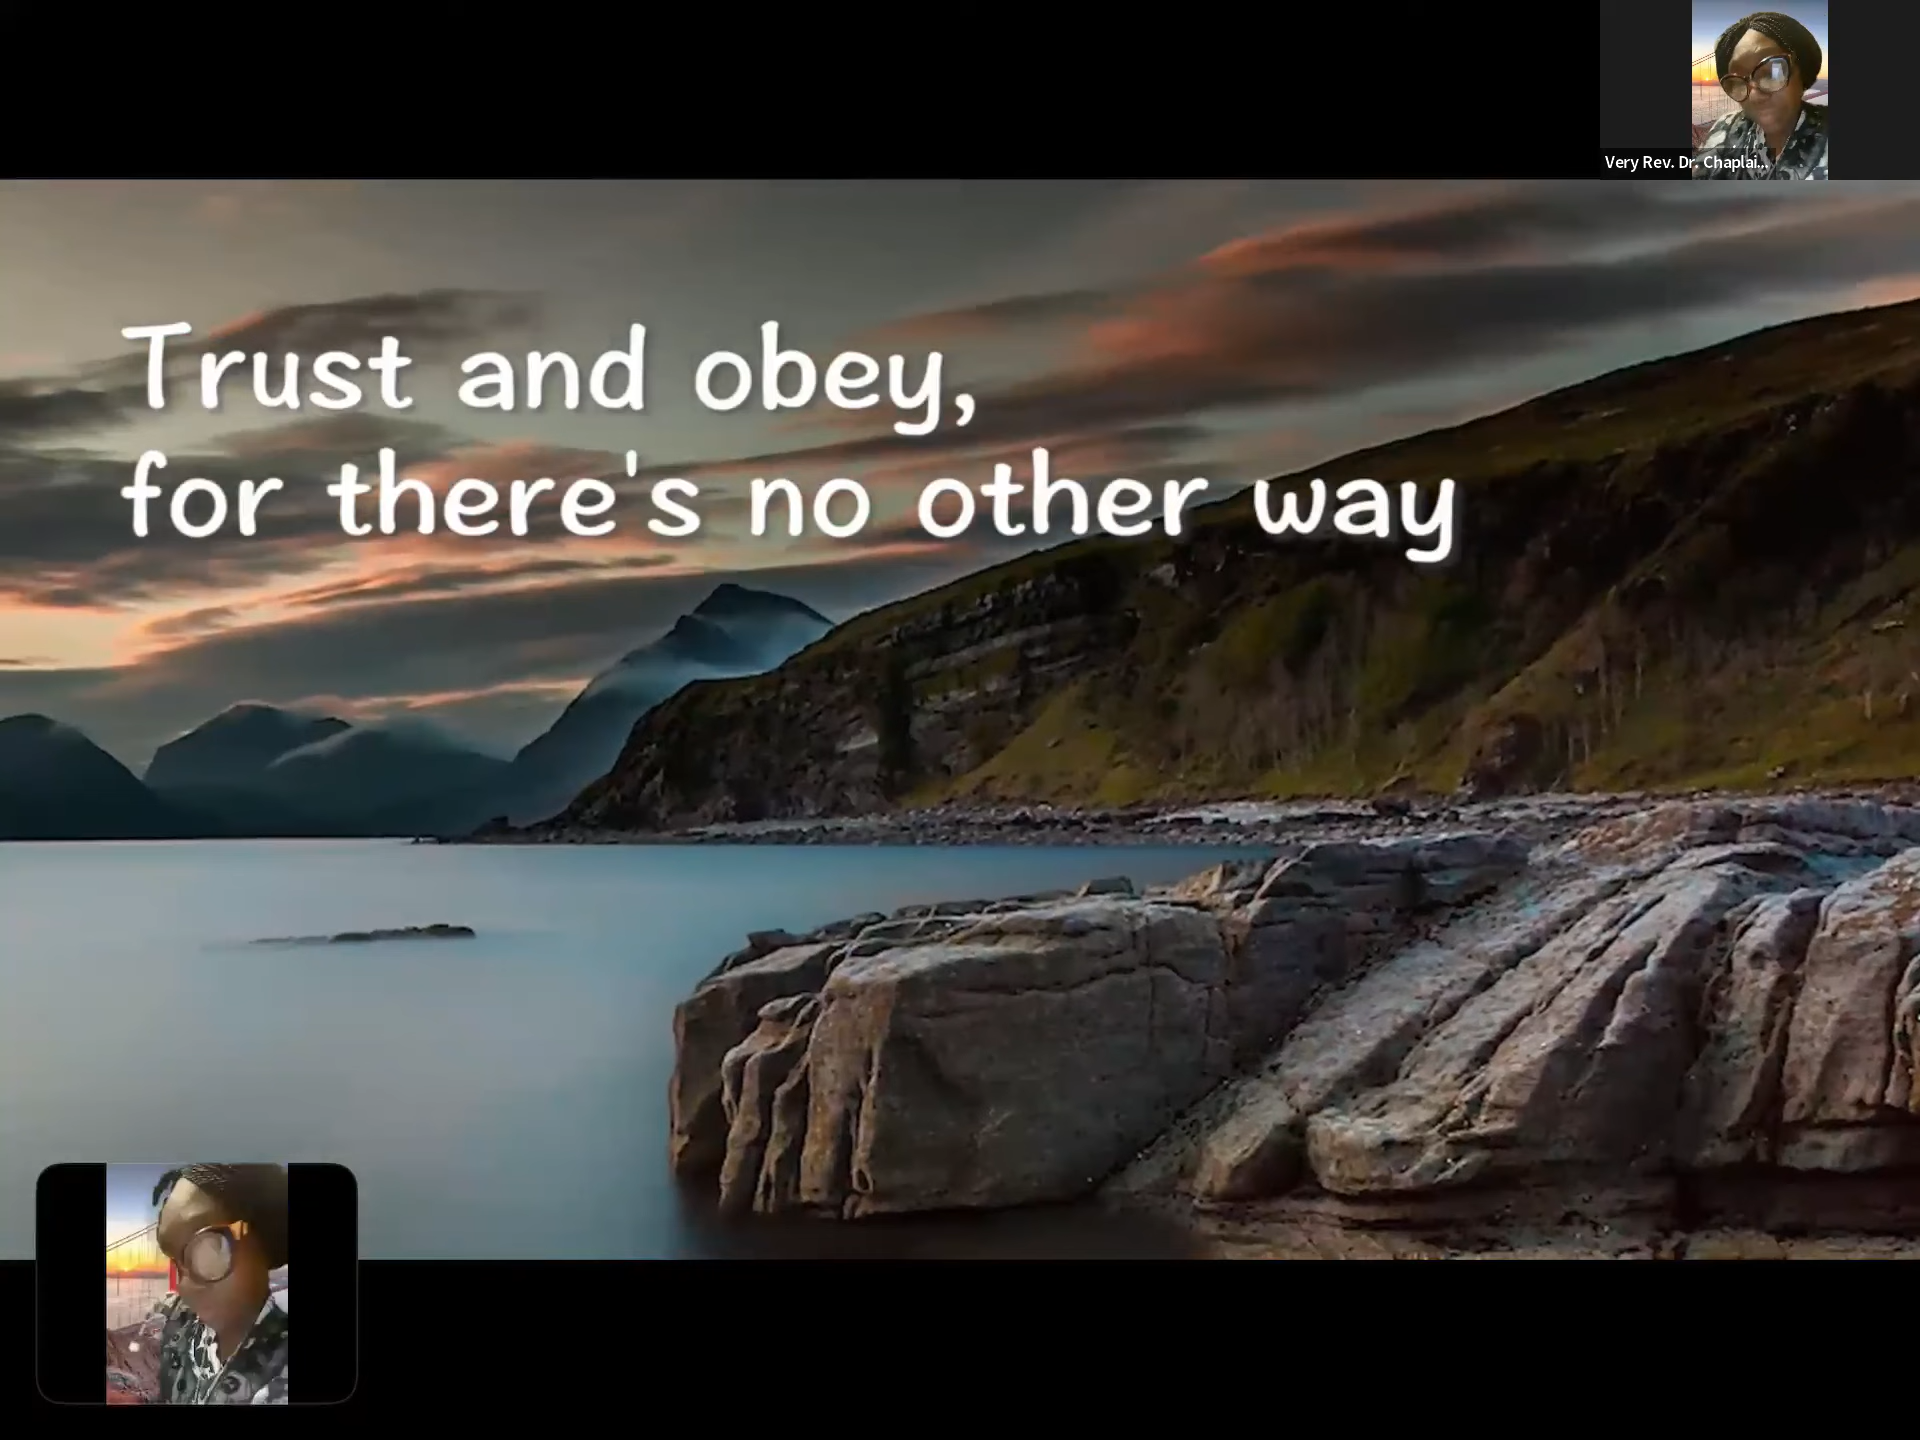 Very Rev. Dr. Chaplai...
Trust and obey,
for there's no other way